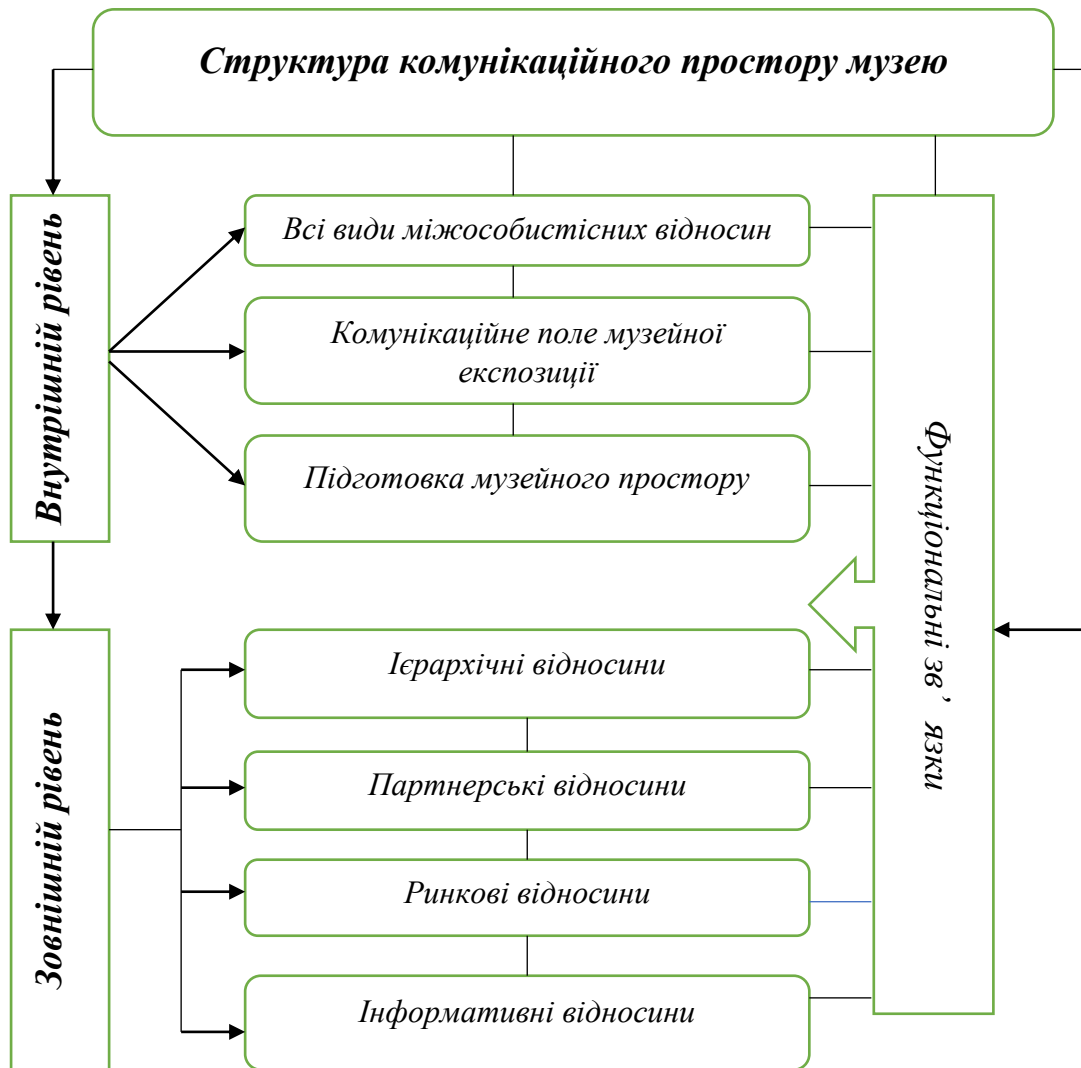 Структура комунікаційного простору музею
Внутрішній рівень
Всі види міжособистісних відносин
Комунікаційне поле музейної
експозиції
Підготовка музейного простору
Функціональні зв’ язки
Зовнішній рівень
Ієрархічні відносини
Партнерські відносини
Ринкові відносини
Інформативні відносини